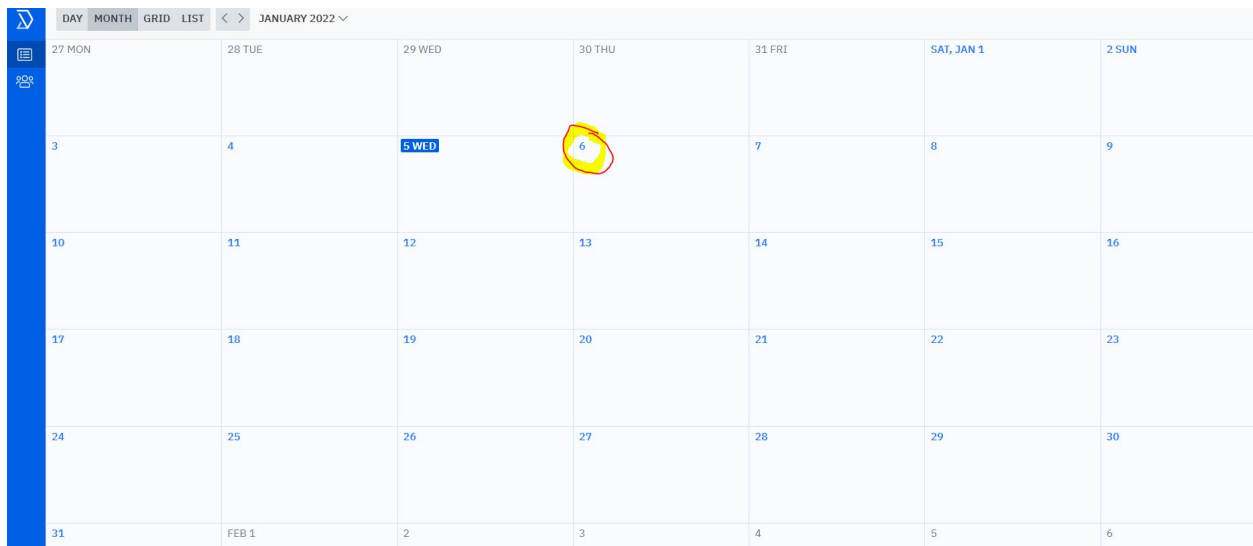 DAY MONTH GRID LIST < > JANUARY 2022
27 MON 28 TUE 29 WED 30 THU 31 FRI SAT, JAN 1 2 SUN
3 4 5 WED 6 7 8 9
10 11 12 13 14 15 16
17 18 19 20 21 22 23
24 25 26 27 28 29 30
31 FEB 1 2 3 4 5 6